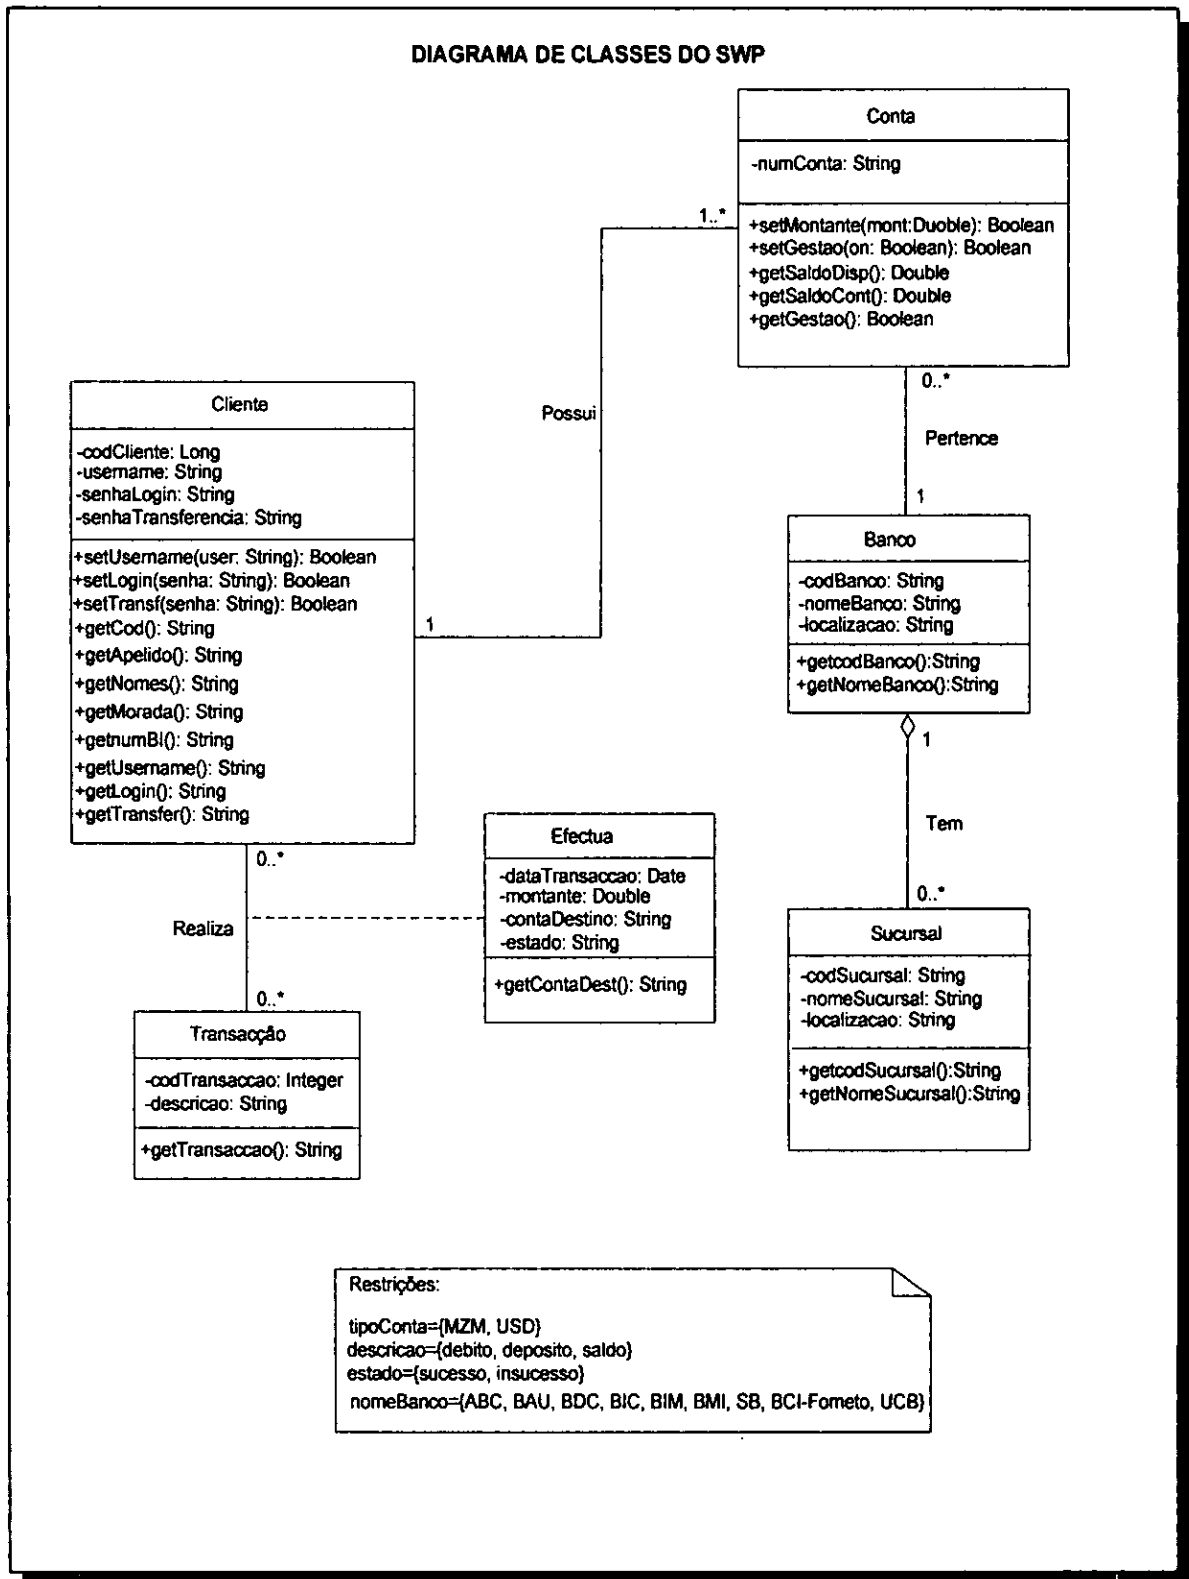 DIAGRAMA DE CLASSES DO SWP
Conta
-numConta: String
+setMontante(mont:Duoble): Boolean
+setGestao(on: Boolean): Boolean
+getSaldoDisp(): Double
+getSaldoCont(): Double
+getGestao(): Boolean
1..*
0..*
Possui
Pertence
1
1
Cliente
-codCliente: Long
-username: String
-senhaLogin: String
-senhaTransferencia: String
+setUsername(user: String): Boolean
+setLogin(senha: String): Boolean
+setTransf(senha: String): Boolean
+getCod(): String
+getApelido(): String
+getNomes(): String
+getMorada(): String
+getnumBI(): String
+getUsername(): String
+getLogin(): String
+getTransfer(): String
Banco
-codBanco: String
-nomeBanco: String
-localizacao: String
+getcodBanco():String
+getNomeBanco():String
1
Tem
0..*
0..*
Realiza
0..*
Efectua
-dataTransaccao: Date
-montante: Double
-contaDestino: String
-estado: String
+getContaDest(): String
Sucursal
-codSucursal: String
-nomeSucursal: String
-localizacao: String
+getcodSucursal():String
+getNomeSucursal():String
Transacção
-codTransaccao: Integer
-descricao: String
+getTransaccao(): String
Restrições:
tipoConta={MZM, USD}
descricao={debito, deposito, saldo}
estado={sucesso, insucesso}
nomeBanco={ABC, BAU, BDC, BIC, BIM, BMI, SB, BCI-Fometo, UCB}